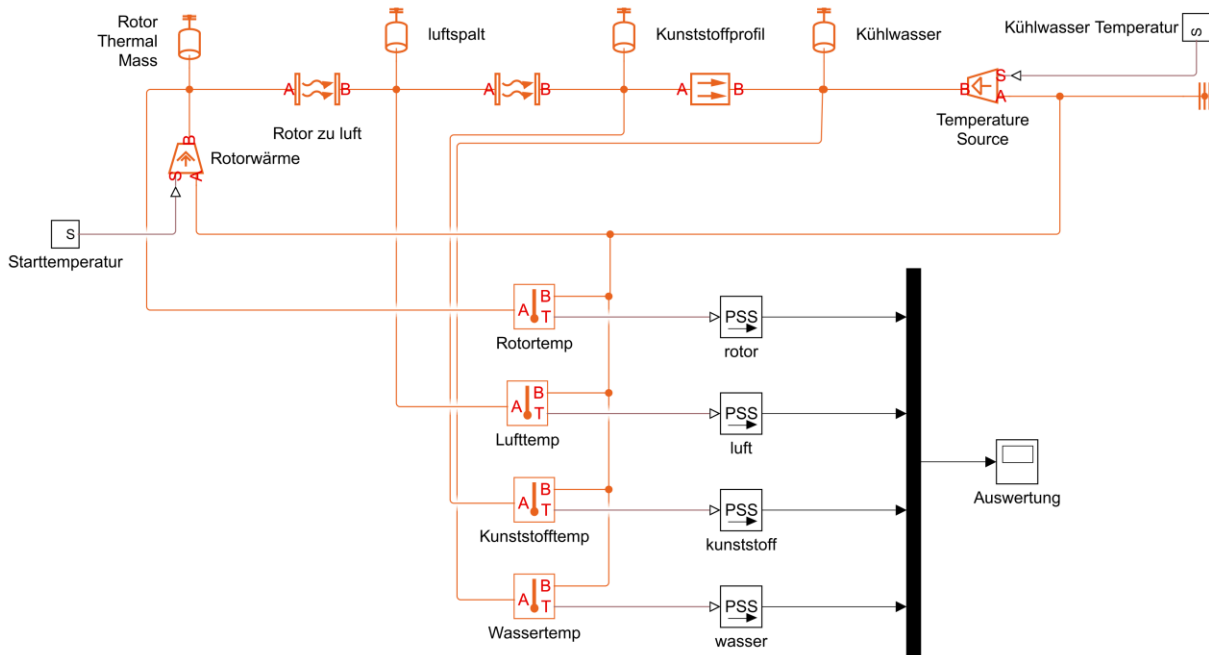 Rotor
Thermal
Mass
luftspalt
Kunststoffprofil
Kühlwasser
Kühlwasser Temperatur
S
A
B
A
B
A
B
B
S
A
Rotor zu luft
Temperature
Source
B
Rotorwärme
S
A
S
Starttemperatur
A
B
T
Rotortemp
PSS
rotor
A
B
T
Lufttemp
PSS
luft
Auswertung
A
B
T
Kunststofftemp
PSS
kunststoff
A
B
T
Wassertemp
PSS
wasser